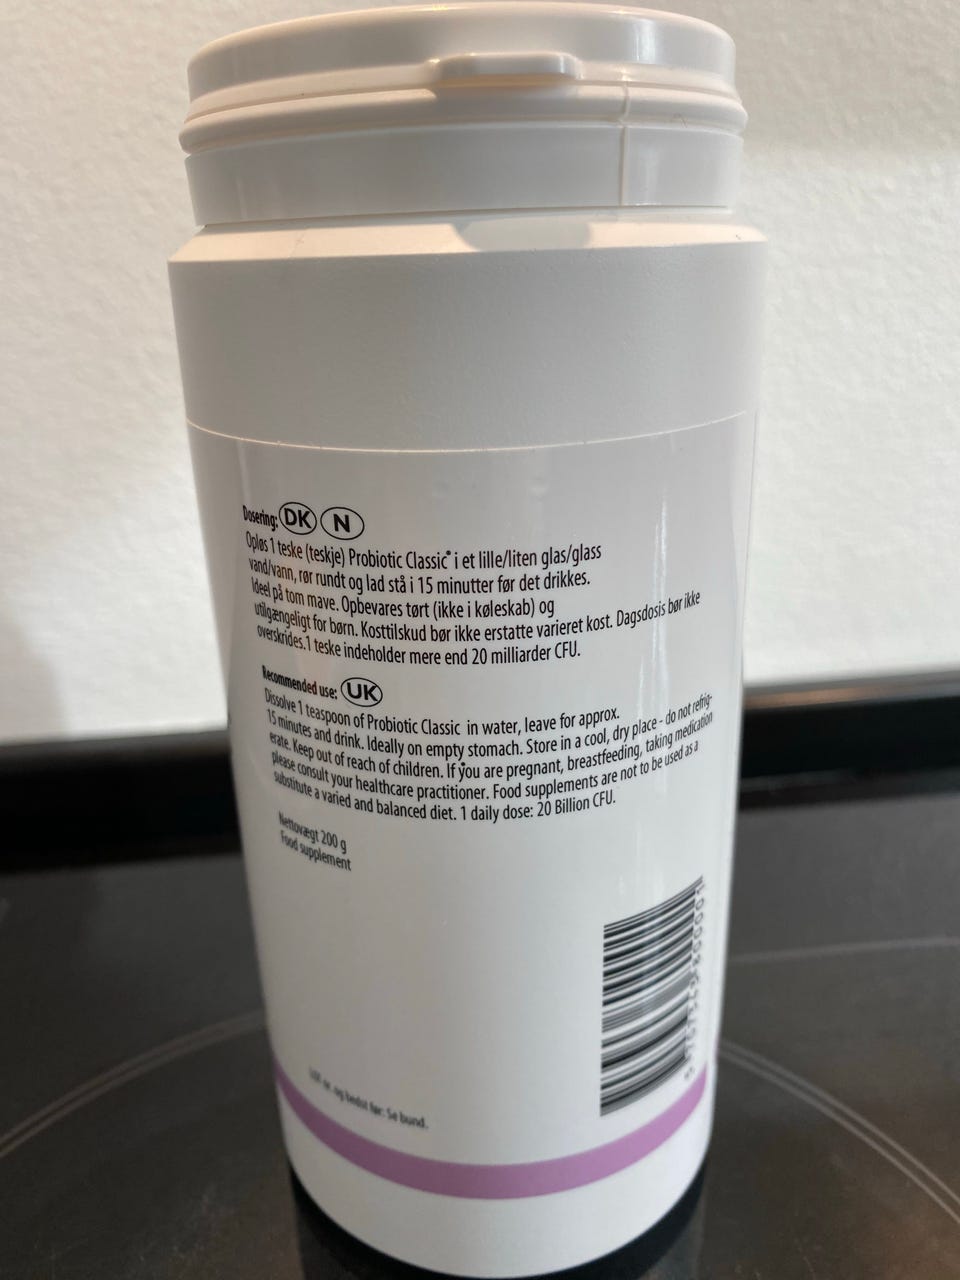 Dosering: DK N
Opløs 1 teske (teskje) Probiotic Classic® i et lille/liten glas/glass
vand/vann, rør rundt og lad stå i 15 minutter før det drikkes.
Ideel på tom mave. Opbevares tørt (ikke i køleskab) og
utilgængeligt for børn. Kosttilskud bør ikke erstatte varieret kost. Dagsdosis bør ikke
overskrides.1 teske indeholder mere end 20 milliarder CFU.
Recommended use: UK
Dissolve 1 teaspoon of Probiotic Classic in water, leave for approx.
15 minutes and drink. Ideally on empty stomach. Store in a cool, dry place - do not refrig-
erate. Keep out of reach of children. If you are pregnant, breastfeeding, taking medication
please consult your healthcare practitioner. Food supplements are not to be used as a
substitute a varied and balanced diet. 1 daily dose: 20 Billion CFU.
Nettovægt 200 g
Food supplement
LOT nr. og bedst før: Se bund.